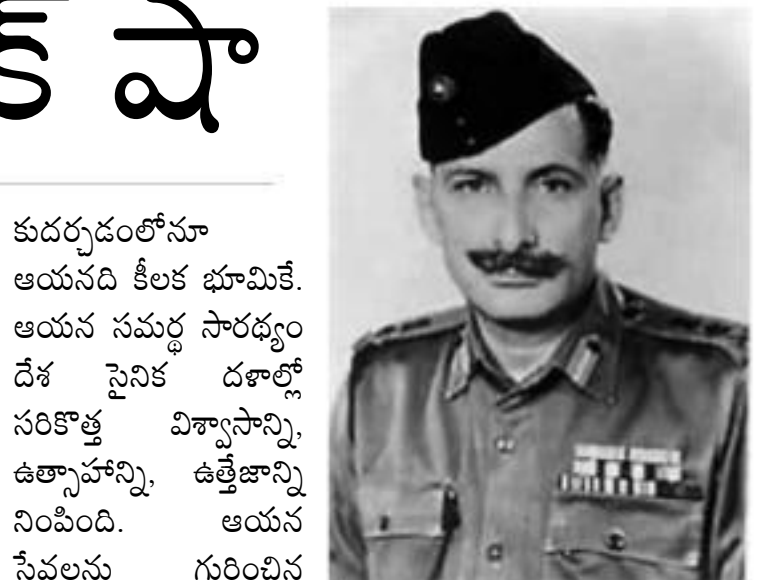 క్ షా
కుదర్చడంలోనూ
ఆయనది కీలక భూమికే.
ఆయన సమర్థ సారథ్యం
దేశ సైనిక దళాల్లో
సరికొత్త విశ్వాసాన్ని,
ఉత్సాహాన్ని, ఉత్తేజాన్ని
నింపింది. ఆయన
సేవలను గురించిన